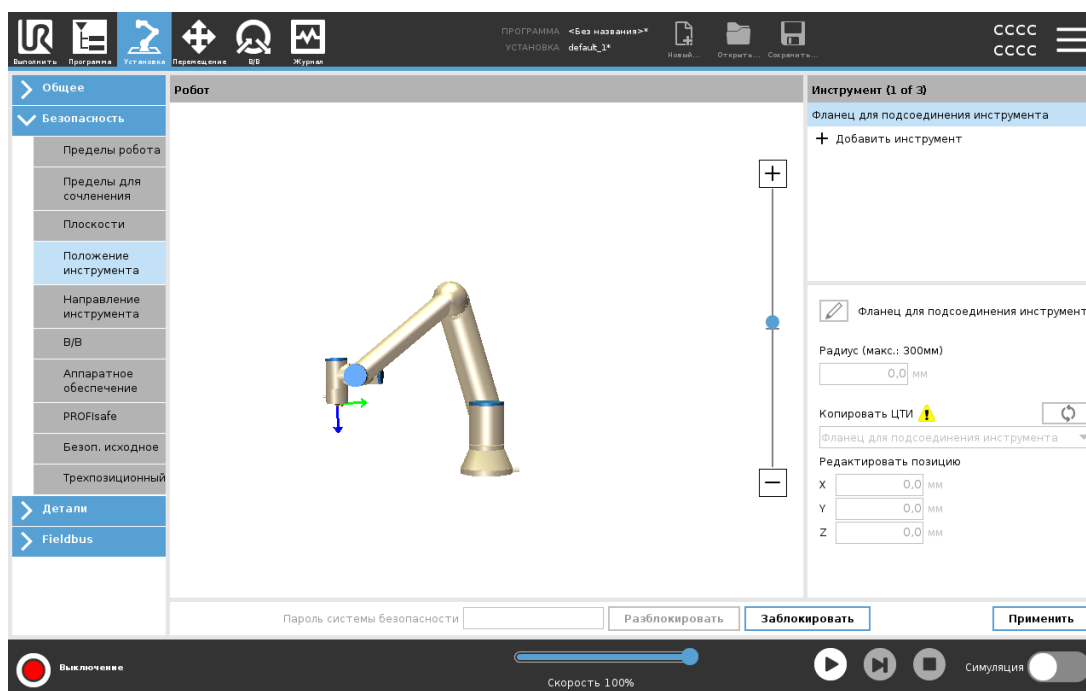 Выполнить
Программа
Установка
Перемещение
В/В
Журнал
ПРОГРАММА <Без названия>*
УСТАНОВКА default_1*
Новый...
Открыть...
Сохранить...
CCCC
CCCC
Общее
Безопасность
Пределы робота
Пределы для
сочленения
Плоскости
Положение
инструмента
Направление
инструмента
В/В
Аппаратное
обеспечение
PROFIsafe
Безоп. исходное
Трехпозиционный
Детали
Fieldbus
Робот
Инструмент (1 of 3)
Фланец для подсоединения инструмента
Добавить инструмент
Фланец для подсоединения инструмент
Радиус (макс.: 300мм)
0,0 мм
Копировать ЦТИ
Фланец для подсоединения инструмента
Редактировать позицию
X 0,0 мм
Y 0,0 мм
Z 0,0 мм
Пароль системы безопасности
Разблокировать
Заблокировать
Применить
Выключение
Скорость 100%
Симуляция